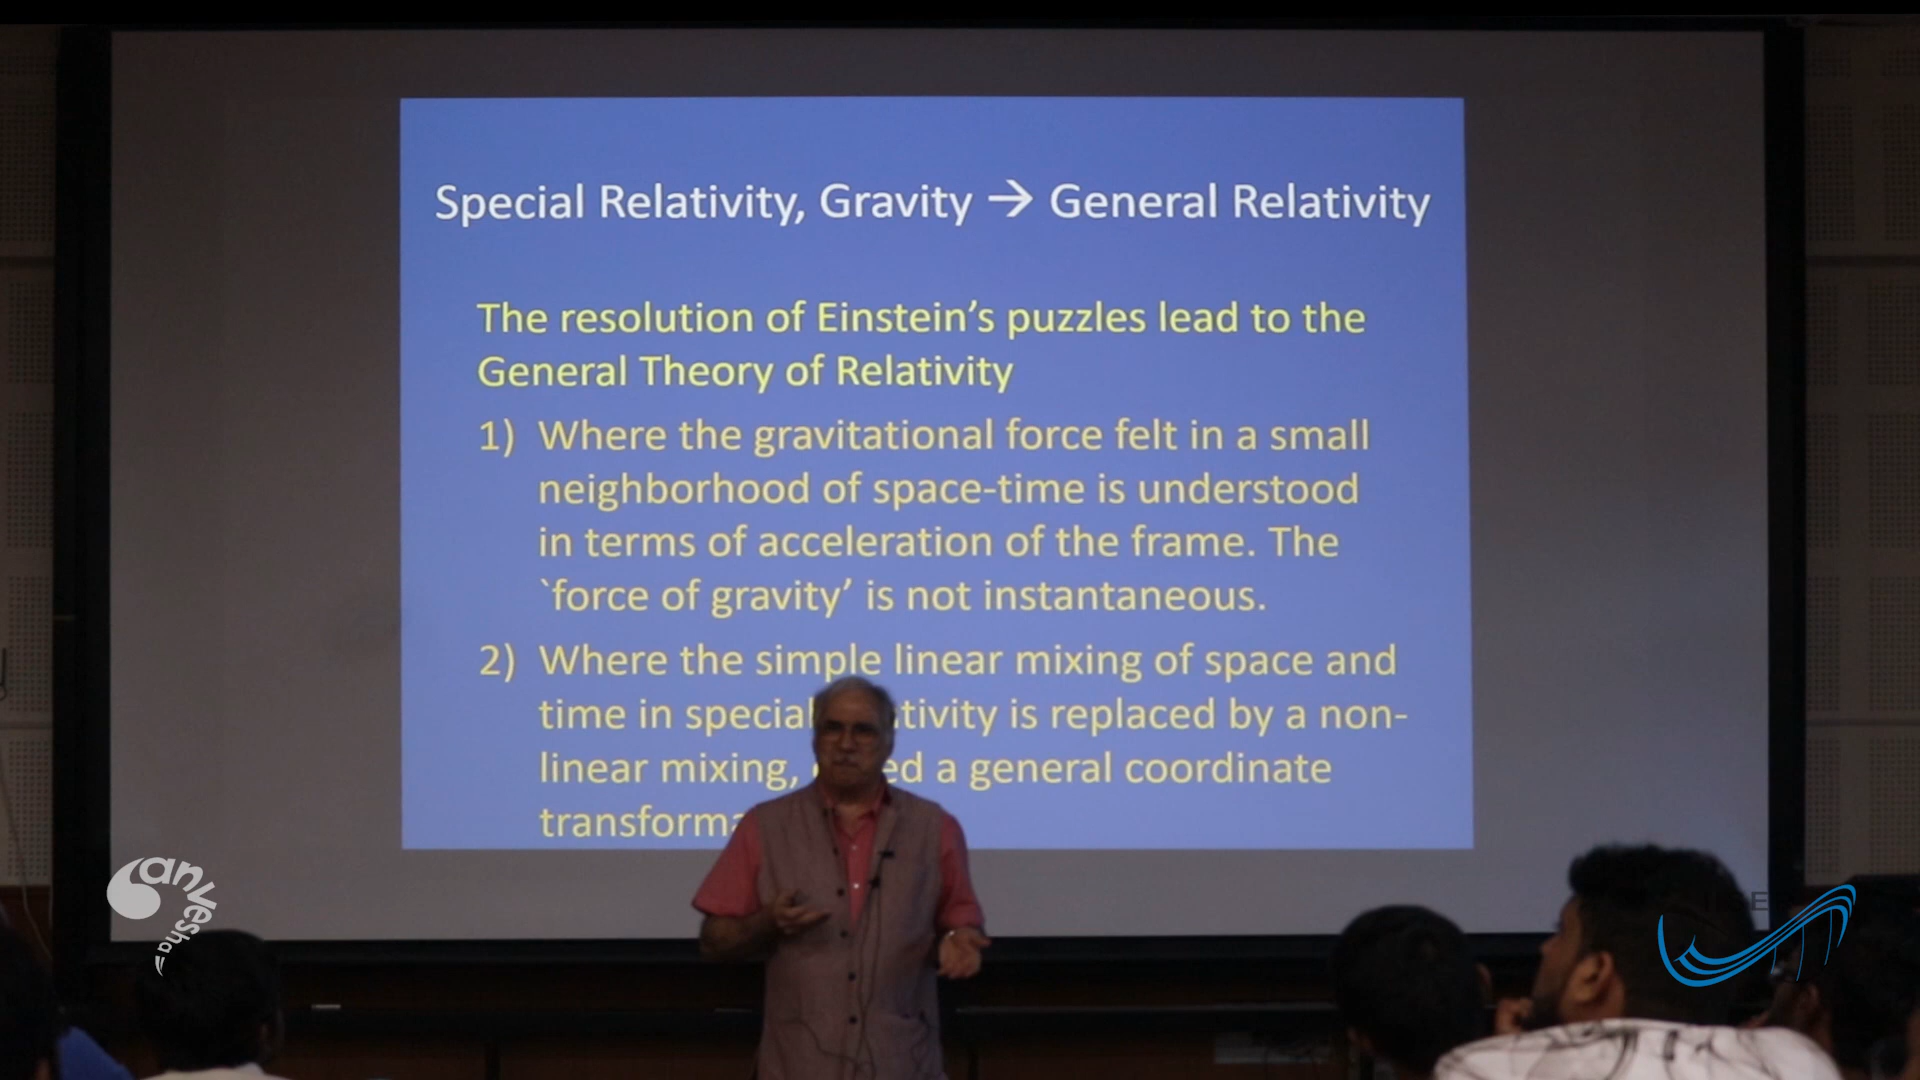 Special Relativity, Gravity → General Relativity
The resolution of Einstein's puzzles lead to the
General Theory of Relativity
1) Where the gravitational force felt in a small
neighborhood of space-time is understood
in terms of acceleration of the frame. The
`force of gravity' is not instantaneous.
2) Where the simple linear mixing of space and
time in special tivity is replaced by a non-
linear mixing, ed a general coordinate
transforma
anvesha